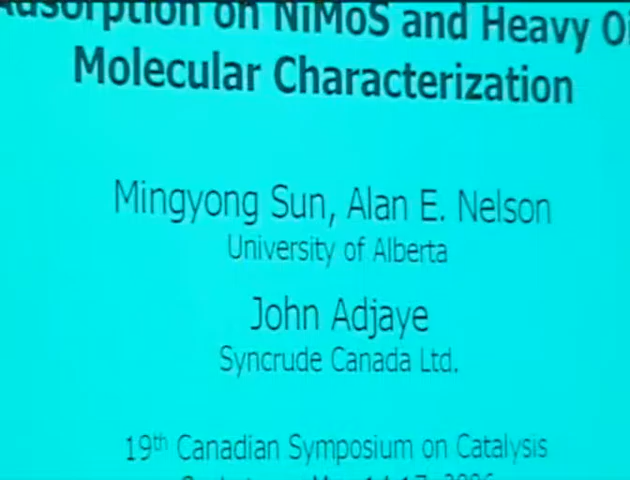 on NiMoS and Heavy
Molecular Characterization
Mingyong Sun, Alan E. Nelson
University of Alberta
John Adjaye
Syncrude Canada Ltd.
19th Canadian Symposium on Catalysis